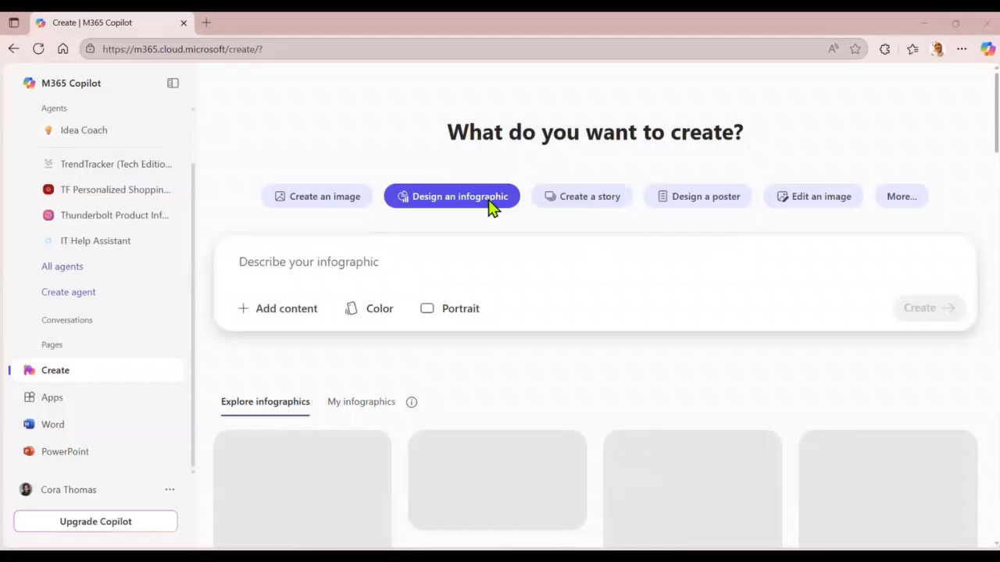 Create | M365 Copilot
https://m365.cloud.microsoft/create/?
M365 Copilot
Agents
Idea Coach
TrendTracker (Tech Editio...
TF Personalized Shoppin...
Thunderbolt Product Inf...
IT Help Assistant
All agents
Create agent
Conversations
Pages
Create
Apps
Word
PowerPoint
Cora Thomas
Upgrade Copilot
What do you want to create?
Create an image
Design an infographic
Create a story
Design a poster
Edit an image
More...
Describe your infographic
Add content
Color
Portrait
Create
Explore infographics
My infographics